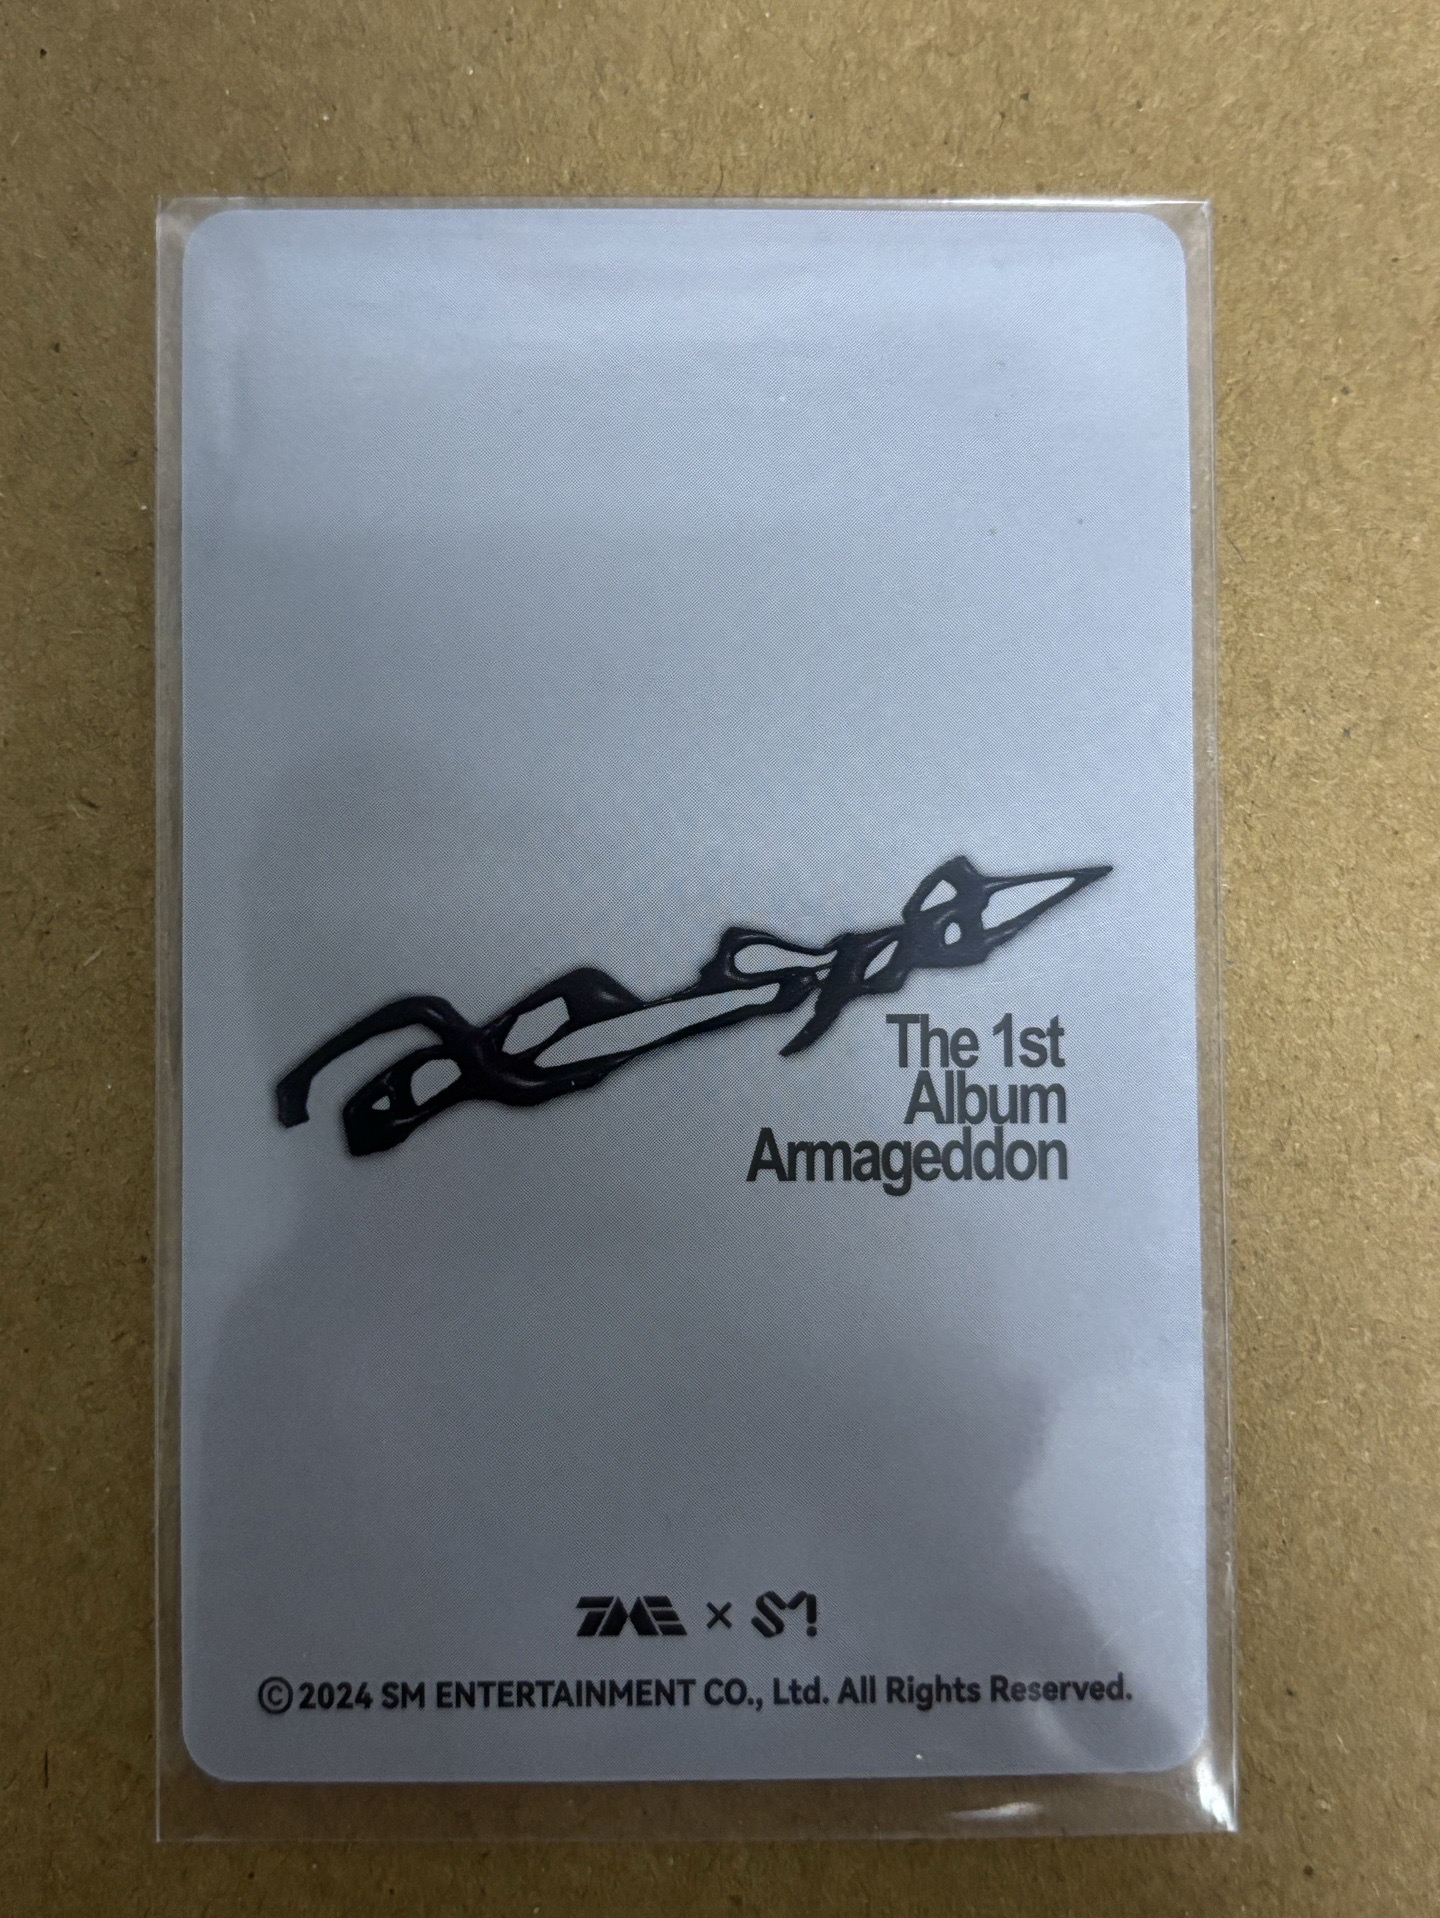 aespa
The 1st
Album
Armageddon
TME × SM!
©2024 SM ENTERTAINMENT CO., Ltd. All Rights Reserved.